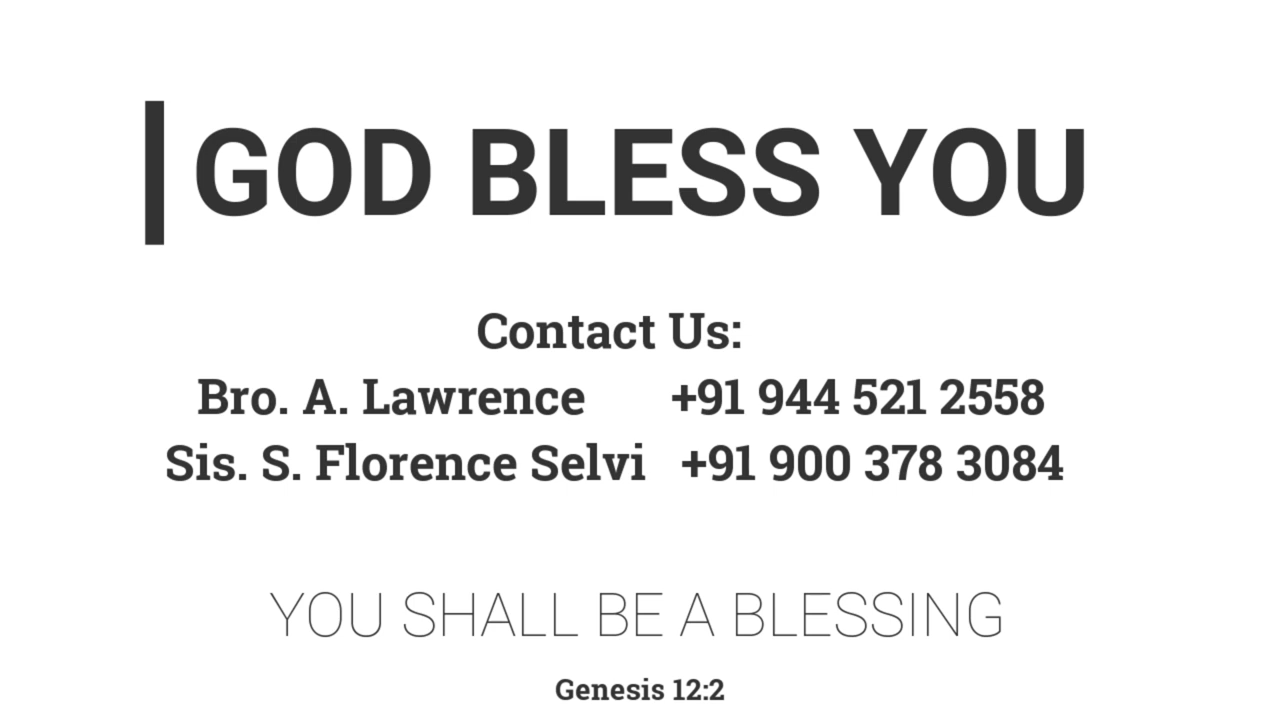 GOD BLESS YOU
Contact Us:
Bro. A. Lawrence +91 944 521 2558
Sis. S. Florence Selvi +91 900 378 3084
YOU SHALL BE A BLESSING
Genesis 12:2